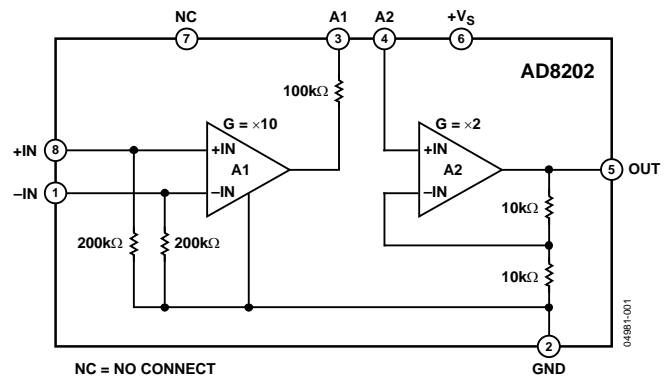 NC
A1
A2
+VS
7
3
4
6
AD8202
100kΩ
G = ×10
G = ×2
+IN
8
+IN
A1
+IN
A2
–IN
1
–IN
–IN
5
OUT
10kΩ
200kΩ
200kΩ
10kΩ
04981-001
2
NC = NO CONNECT
GND